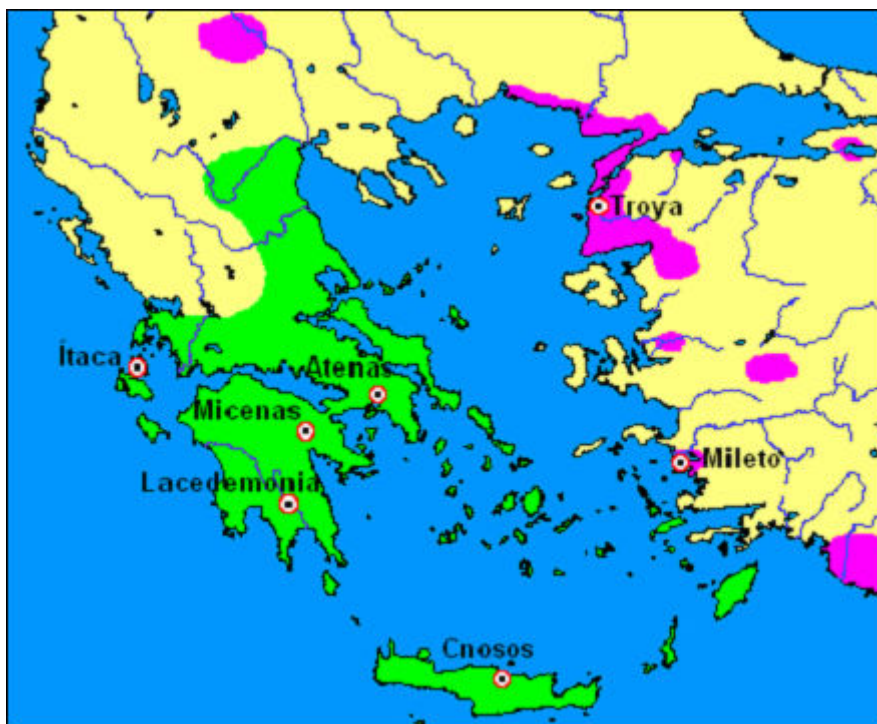 Troya
Ítaca
Atenas
Micenas
Mileto
Lacedemonia
Cnosos